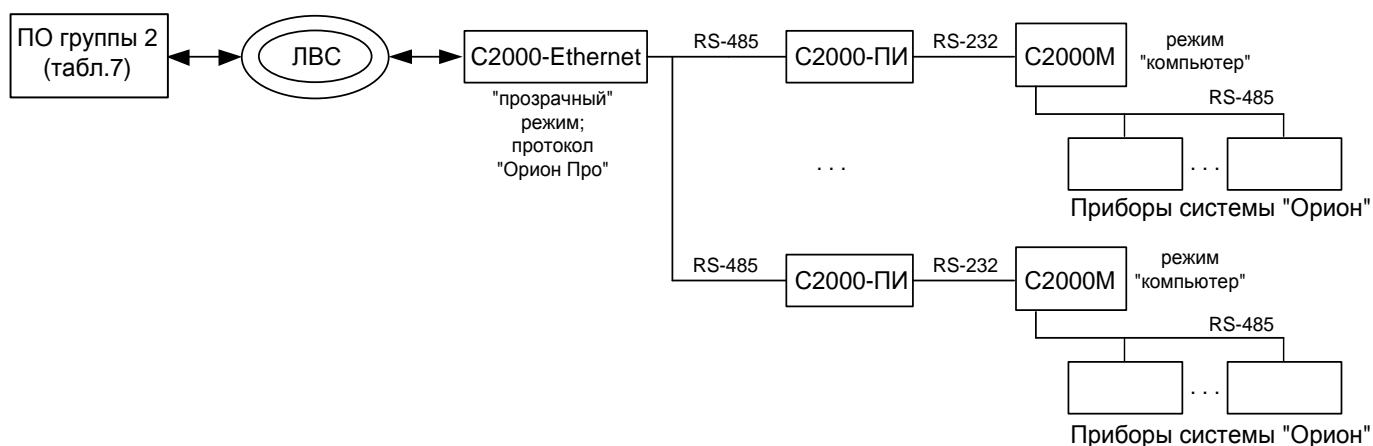 ПО группы 2
(табл.7)
ЛВС
С2000-Ethernet
"прозрачный"
режим;
протокол
"Орион Про"
RS-485
С2000-ПИ
RS-232
С2000М
режим
"компьютер"
RS-485
. . .
Приборы системы "Орион"
. . .
RS-485
С2000-ПИ
RS-232
С2000М
режим
"компьютер"
RS-485
. . .
Приборы системы "Орион"